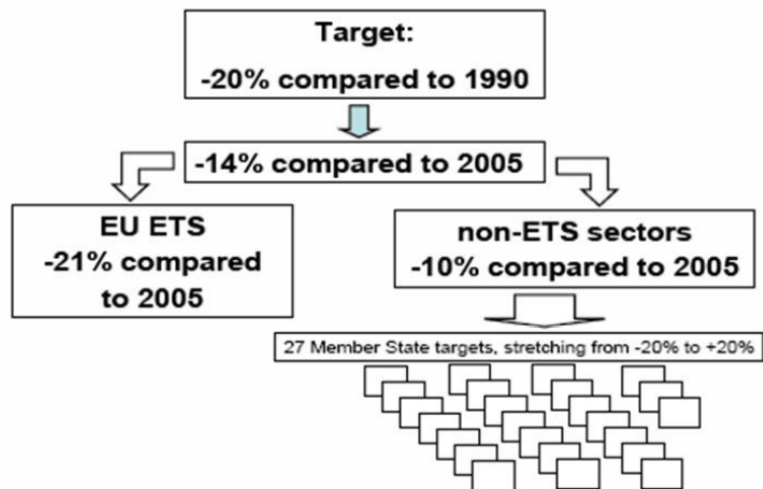 Target:
-20% compared to 1990
-14% compared to 2005
EU ETS
-21% compared
to 2005
non-ETS sectors
-10% compared to 2005
27 Member State targets, stretching from -20% to +20%